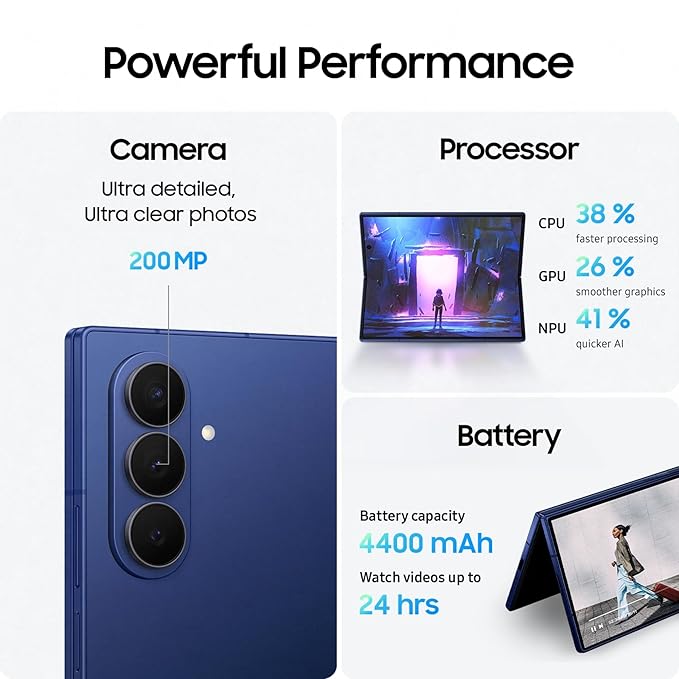 Powerful Performance
Camera
Ultra detailed,
Ultra clear photos
200 MP
Processor
CPU 38 %
faster processing
GPU 26 %
smoother graphics
NPU 41 %
quicker AI
Battery
Battery capacity
4400 mAh
Watch videos up to
24 hrs